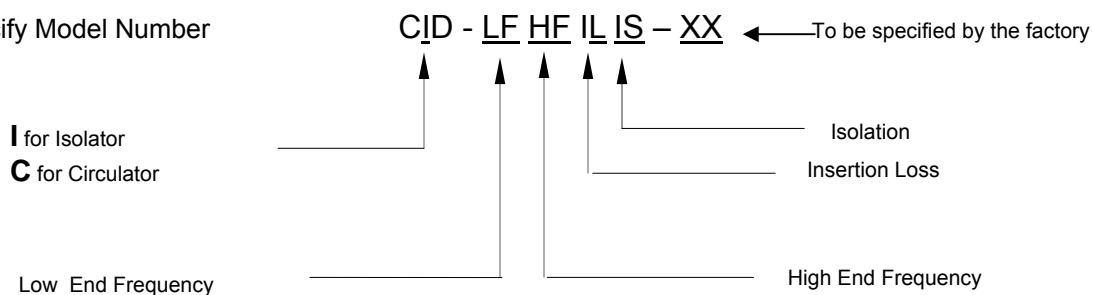 cify Model Number CID - LF HF IL IS – XX To be specified by the factory
I for Isolator Isolation
C for Circulator Insertion Loss
Low End Frequency High End Frequency